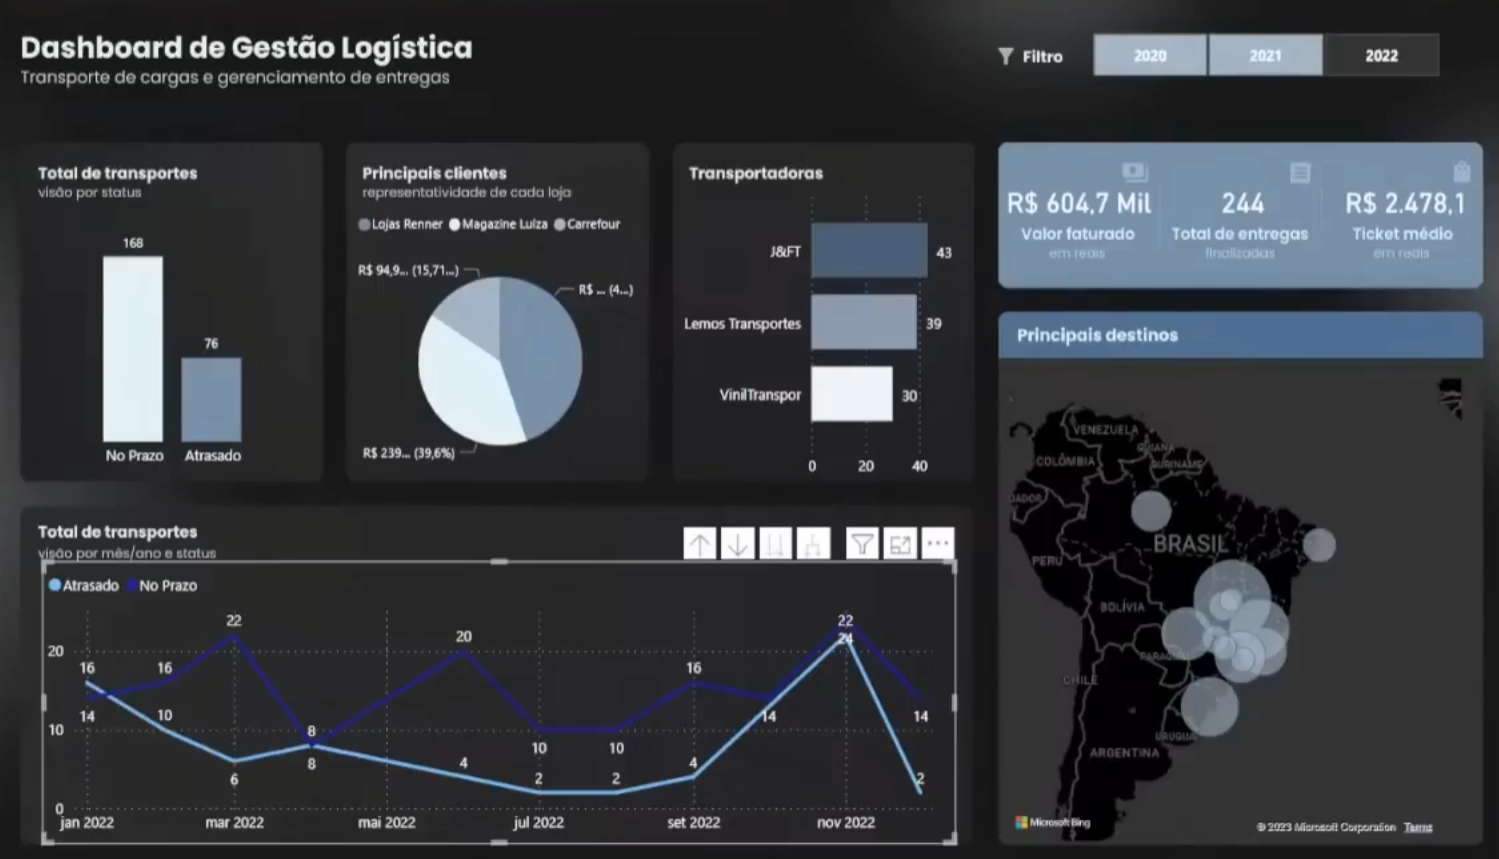 Dashboard de Gestão Logística
Transporte de cargas e gerenciamento de entregas
Filtro
2020
2021
2022
Total de transportes
visão por status
168
76
No Prazo
Atrasado
Principais clientes
representatividade de cada loja
Lojas Renner Magazine Luiza Carrefour
R$ 94,9... (15,71...)
R$ ... (4...)
R$ 239... (39,6%)
Transportadoras
J&FT 43
Lemos Transportes 39
VinilTranspor 30
0 20 40
R$ 604,7 Mil
Valor faturado
em reais
244
Total de entregas
finalizadas
R$ 2.478,1
Ticket médio
em reais
Principais destinos
VENEZUELA
GUIANA
COLÔMBIA
SURINAME
BRASIL
PERU
BOLÍVIA
CHILE
ARGENTINA
Microsoft Bing
© 2023 Microsoft Corporation Terms
Total de transportes
visão por mês/ano e status
Atrasado No Prazo
22
22
24
20
20
16
16
16
14
10
14
14
10
8
10
10
8
6
4
2
2
4
2
0
jan 2022 mar 2022 mai 2022 jul 2022 set 2022 nov 2022